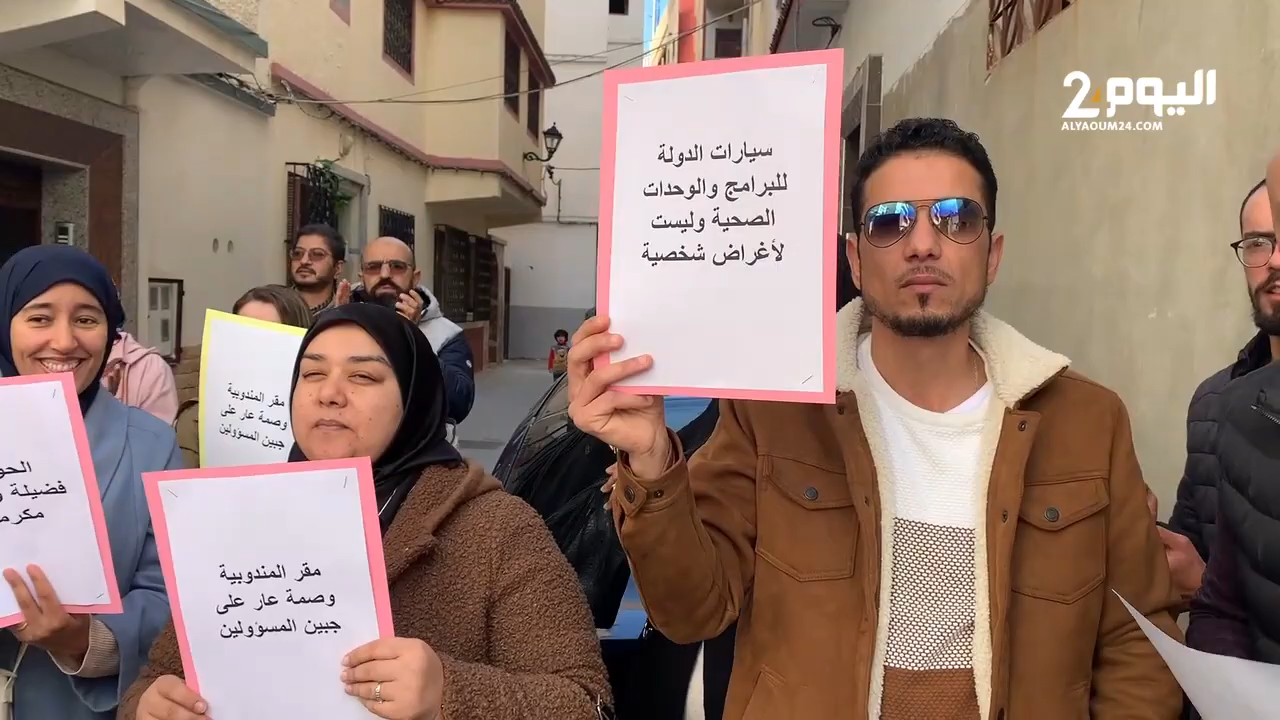 اليوم 24
ALYAOUM24.COM
سيارات الدولة
للبرامج والوحدات
الصحية وليست
لأغراض شخصية
مقر المندوبية
وصمة عار على
جبين المسؤولين
مقر المندوبية
وصمة عار على
جبين المسؤولين
فضيلة